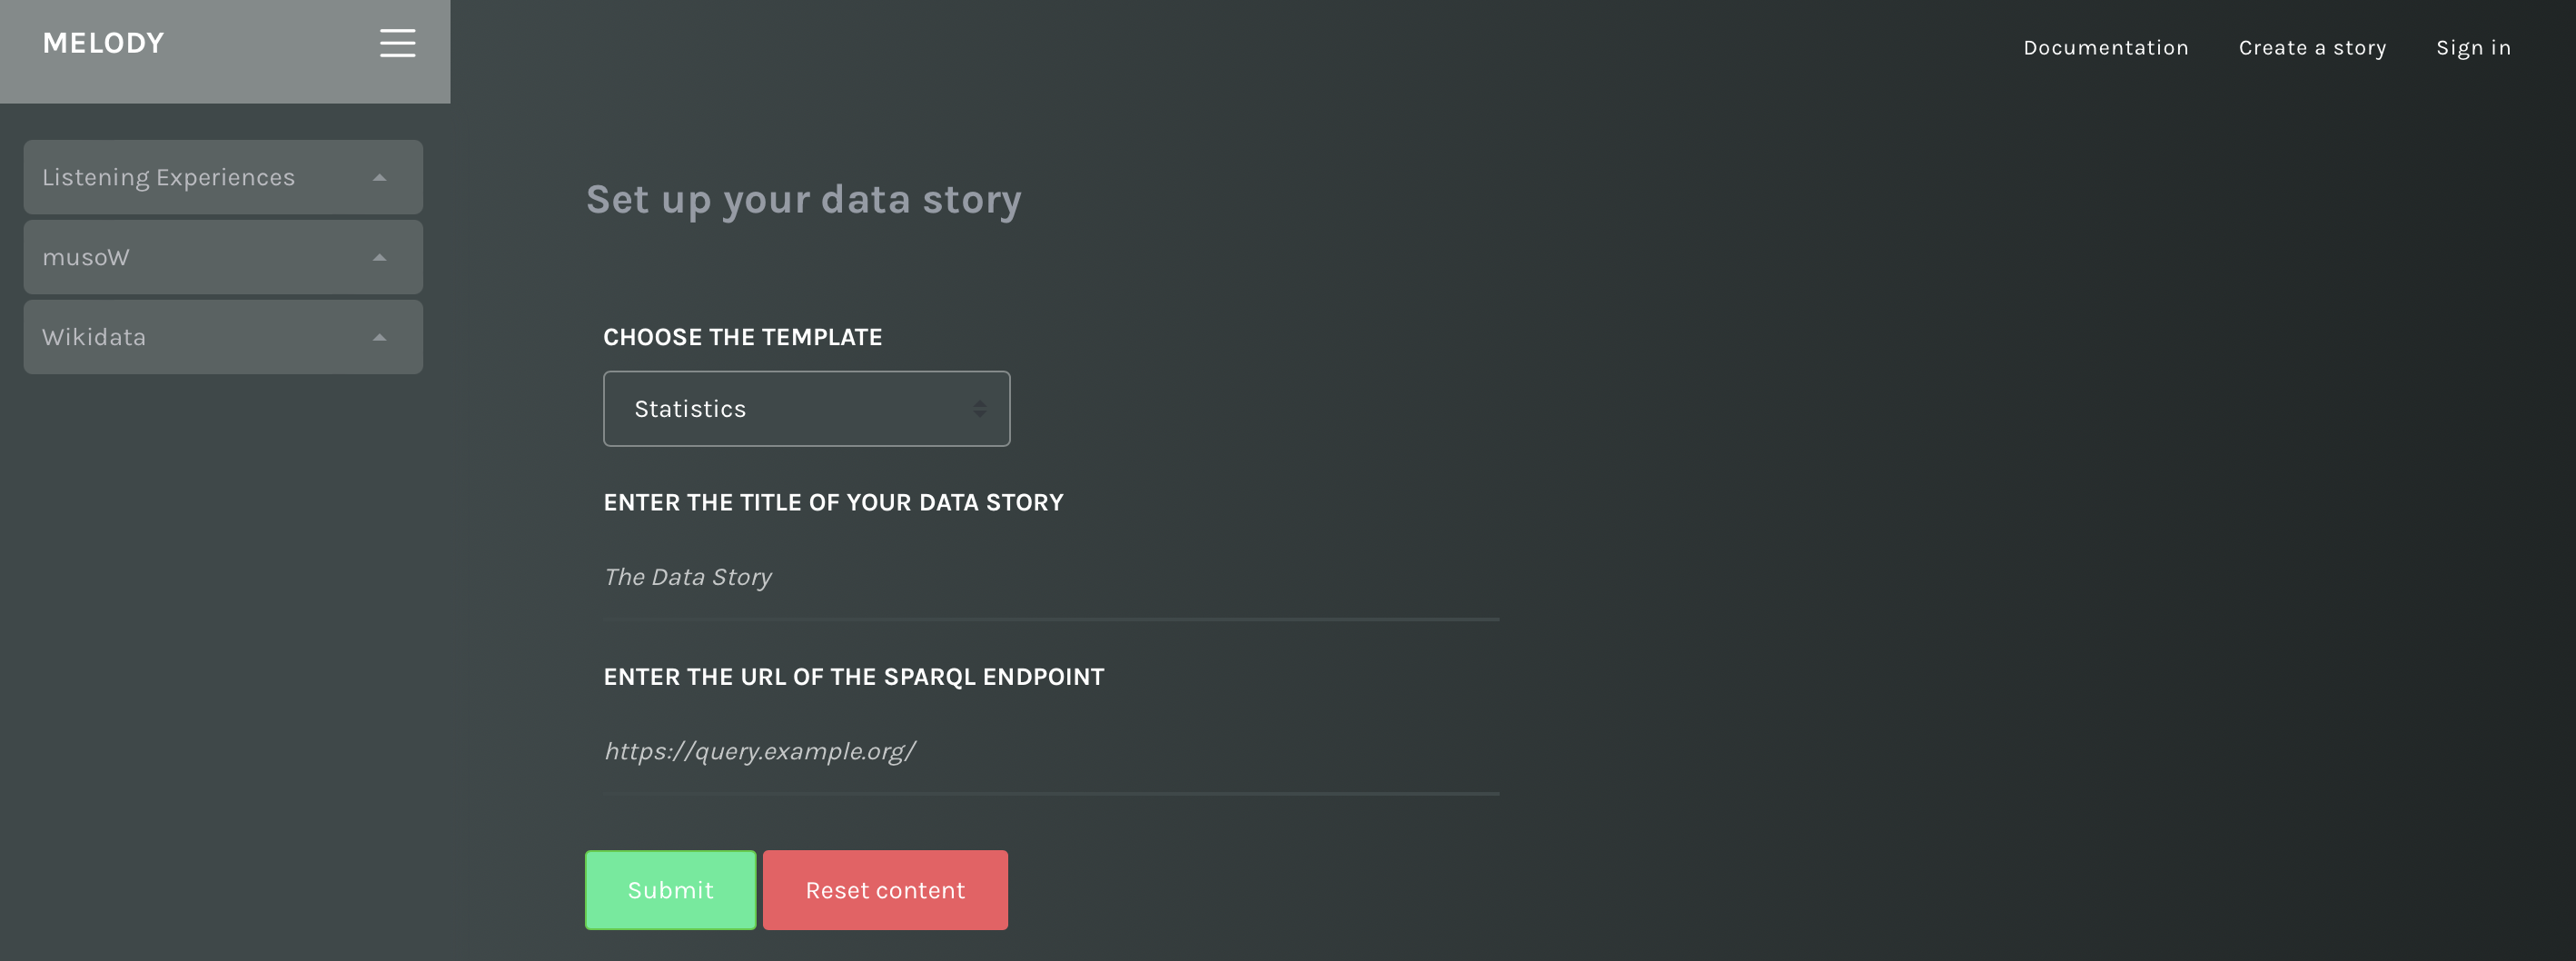 MELODY
Documentation
Create a story
Sign in
Listening Experiences
musoW
Wikidata
Set up your data story
CHOOSE THE TEMPLATE
Statistics
ENTER THE TITLE OF YOUR DATA STORY
The Data Story
ENTER THE URL OF THE SPARQL ENDPOINT
https://query.example.org/
Submit
Reset content